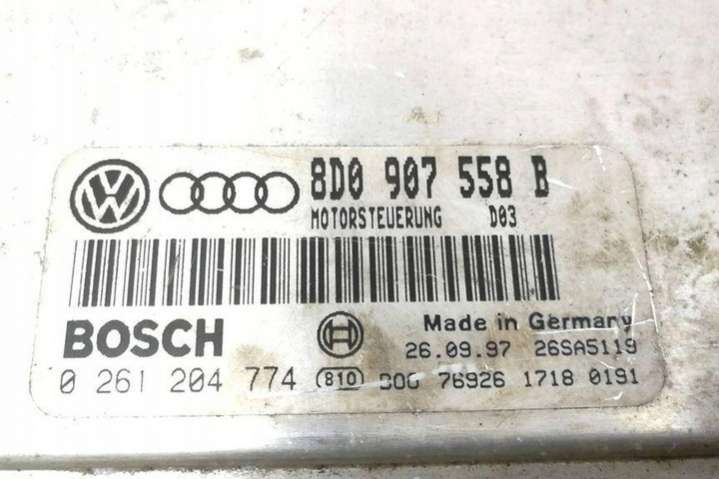 8D0 907 558 B
MOTORSTEUERUNG D03
BOSCH
Made in Germany
26.09.97 26SA5119
0 261 204 774 810 76926 1718 0191